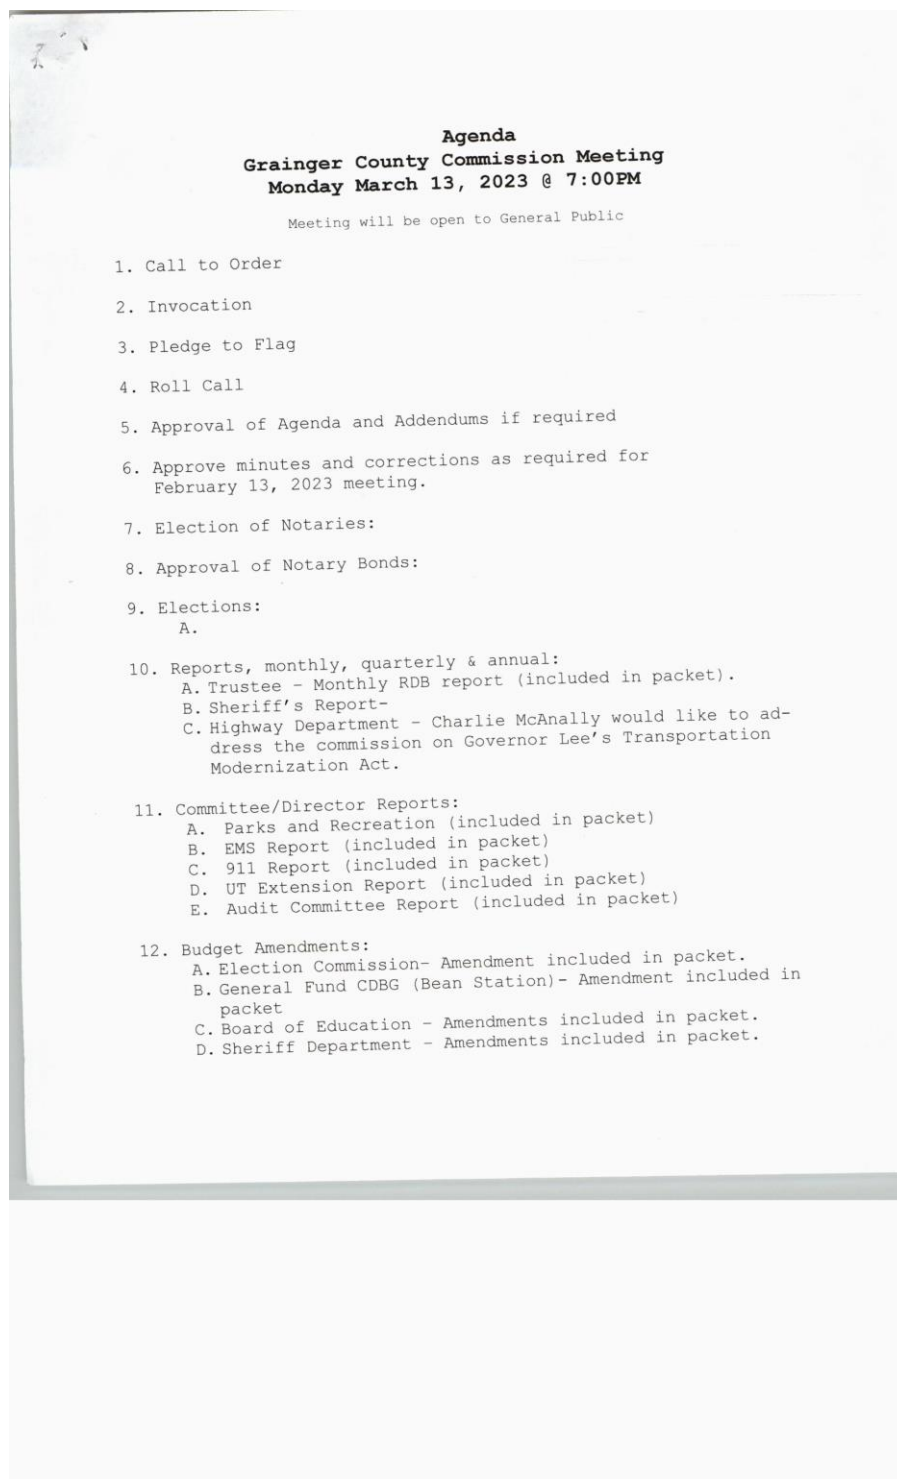 Agenda
Grainger County Commission Meeting
Monday March 13, 2023 @ 7:00PM
Meeting will be open to General Public
1. Call to Order
2. Invocation
3. Pledge to Flag
4. Roll Call
5. Approval of Agenda and Addendums if required
6. Approve minutes and corrections as required for
February 13, 2023 meeting.
7. Election of Notaries:
8. Approval of Notary Bonds:
9. Elections:
A.
10. Reports, monthly, quarterly & annual:
A. Trustee – Monthly RDB report (included in packet).
B. Sheriff's Report-
C. Highway Department – Charlie McAnally would like to ad-
dress the commission on Governor Lee's Transportation
Modernization Act.
11. Committee/Director Reports:
A. Parks and Recreation (included in packet)
B. EMS Report (included in packet)
C. 911 Report (included in packet)
D. UT Extension Report (included in packet)
E. Audit Committee Report (included in packet)
12. Budget Amendments:
A. Election Commission- Amendment included in packet.
B. General Fund CDBG (Bean Station)- Amendment included in
packet
C. Board of Education – Amendments included in packet.
D. Sheriff Department – Amendments included in packet.